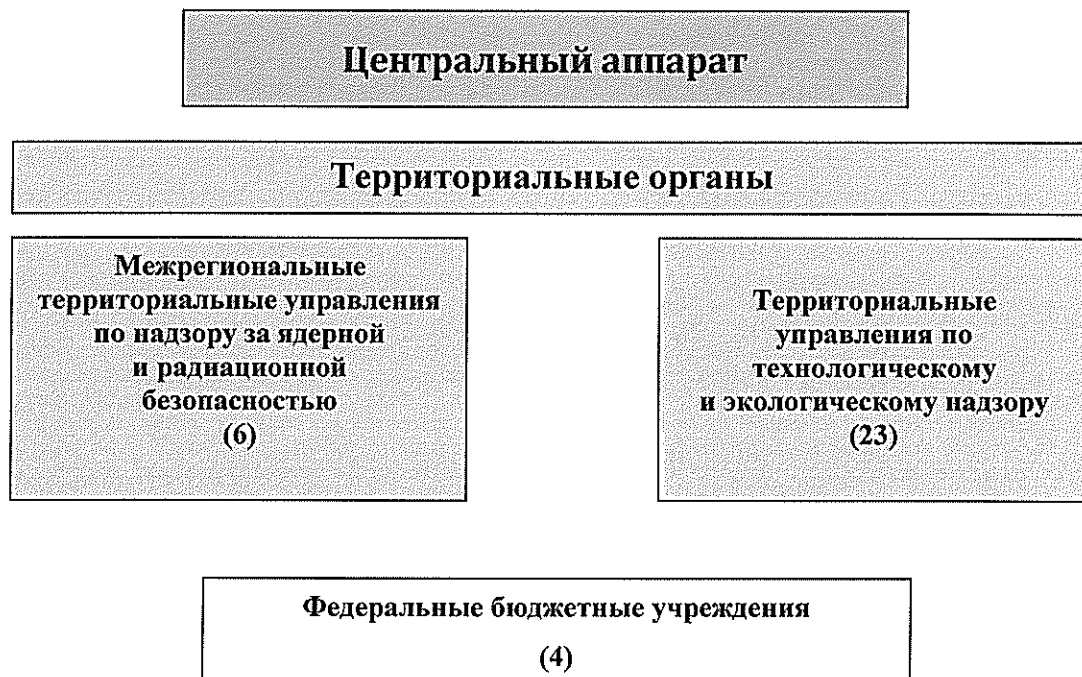 Центральный аппарат
Территориальные органы
Межрегиональные
территориальные управления
по надзору за ядерной
и радиационной
безопасностью
(6)
Территориальные
управления по
технологическому
и экологическому надзору
(23)
Федеральные бюджетные учреждения
(4)